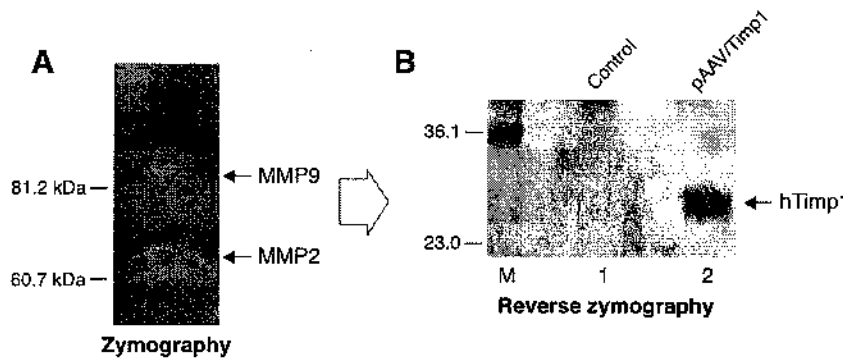 A
MMP9
81.2 kDa
MMP2
60.7 kDa
Zymography
B
Control
pAAV/Timp1
36.1
hTimp1
23.0
M 1 2
Reverse zymography